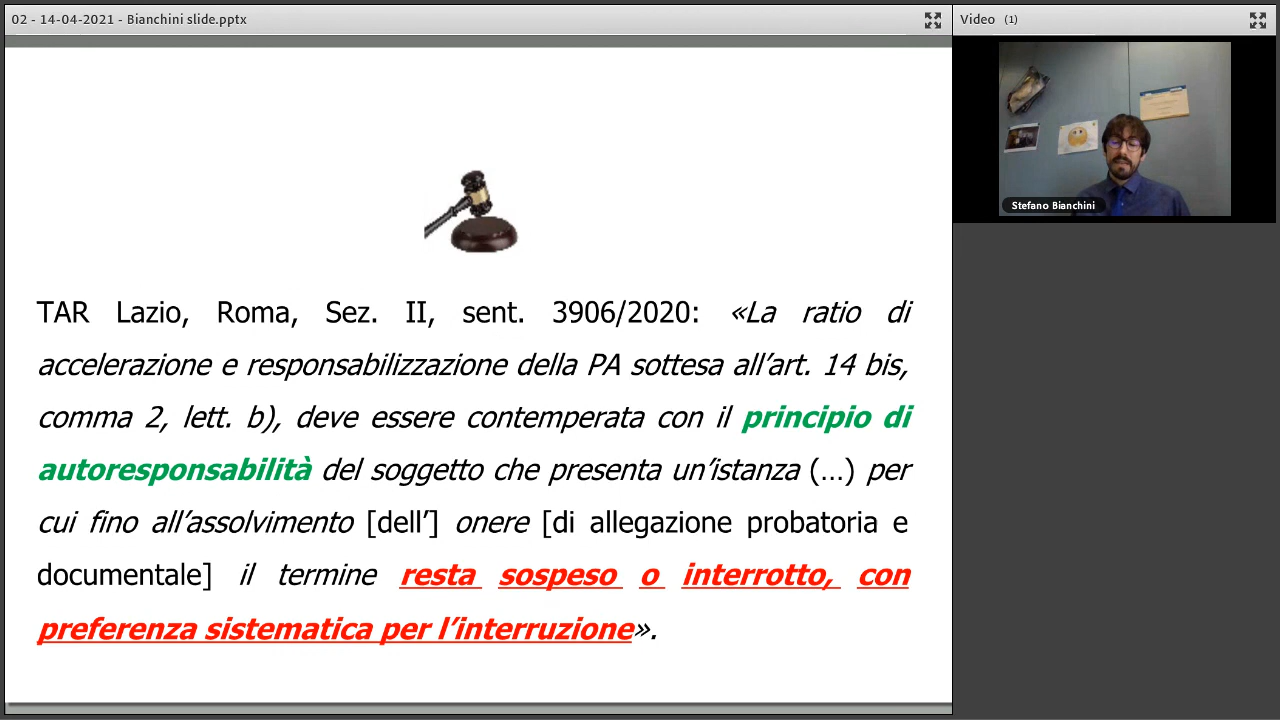 02 - 14-04-2021 - Bianchini slide.pptx
Video (1)
Stefano Bianchini
TAR Lazio, Roma, Sez. II, sent. 3906/2020: «La ratio di
accelerazione e responsabilizzazione della PA sottesa all’art. 14 bis,
comma 2, lett. b), deve essere contemperata con il principio di
autoresponsabilità del soggetto che presenta un’istanza (…) per
cui fino all’assolvimento [dell’] onere [di allegazione probatoria e
documentale] il termine resta sospeso o interrotto, con
preferenza sistematica per l’interruzione».